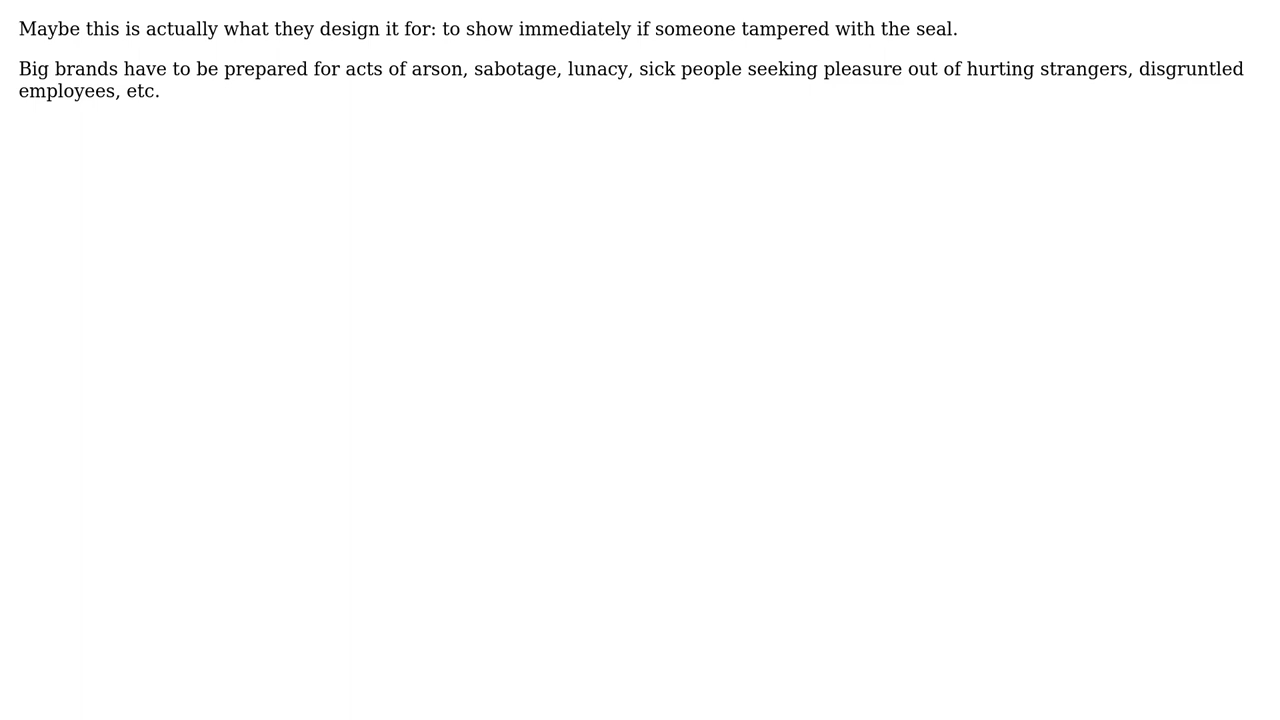 Maybe this is actually what they design it for: to show immediately if someone tampered with the seal.
Big brands have to be prepared for acts of arson, sabotage, lunacy, sick people seeking pleasure out of hurting strangers, disgruntled
employees, etc.